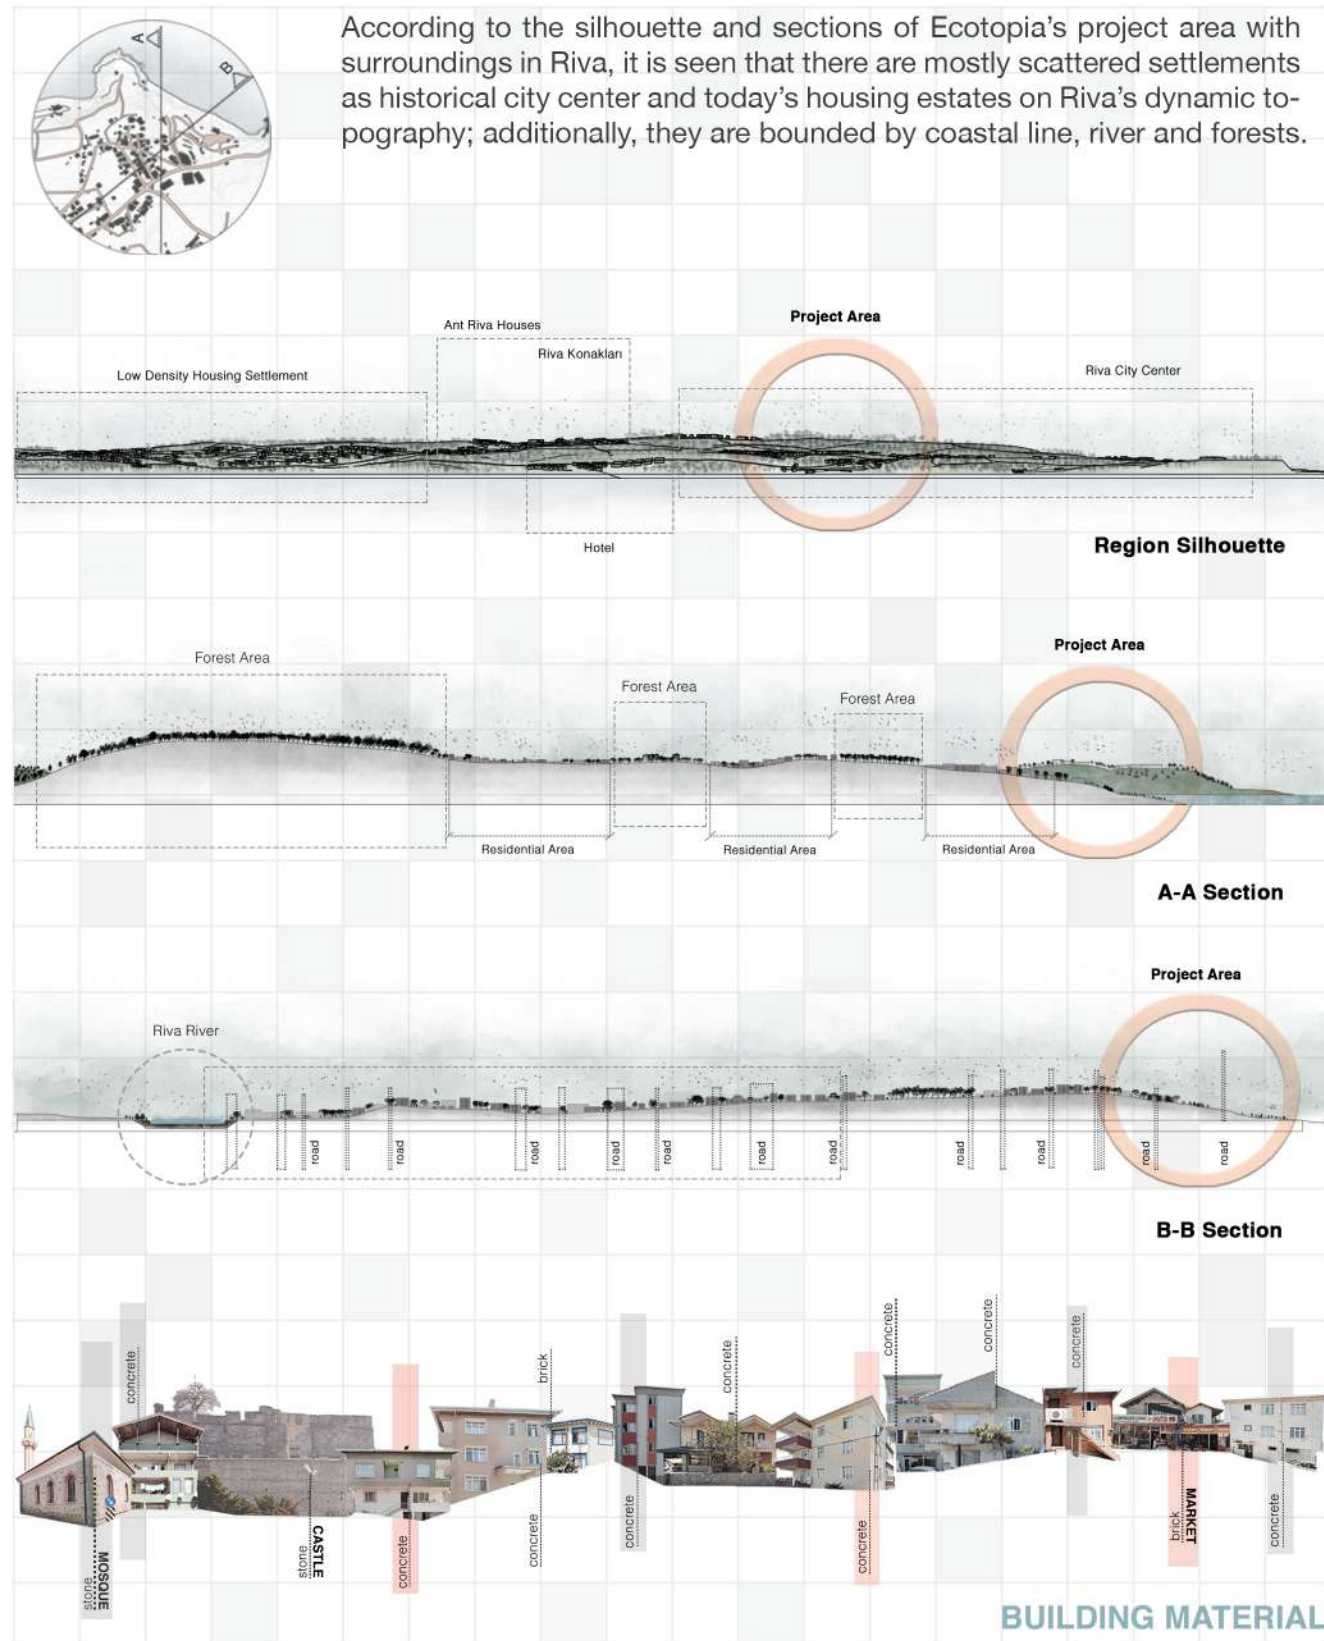 According to the silhouette and sections of Ecotopia's project area with
surroundings in Riva, it is seen that there are mostly scattered settlements
as historical city center and today's housing estates on Riva's dynamic to-
pography; additionally, they are bounded by coastal line, river and forests.
A
B
Project Area
Ant Riva Houses
Riva Konakları
Low Density Housing Settlement
Riva City Center
Hotel
Region Silhouette
Project Area
Forest Area
Forest Area
Forest Area
Residential Area
Residential Area
Residential Area
A-A Section
Project Area
Riva River
road
road
road
road
road
road
road
road
road
road
B-B Section
concrete
brick
concrete
concrete
concrete
concrete
stone
MOSQUE
stone
CASTLE
concrete
concrete
concrete
concrete
brick
MARKET
concrete
BUILDING MATERIAL